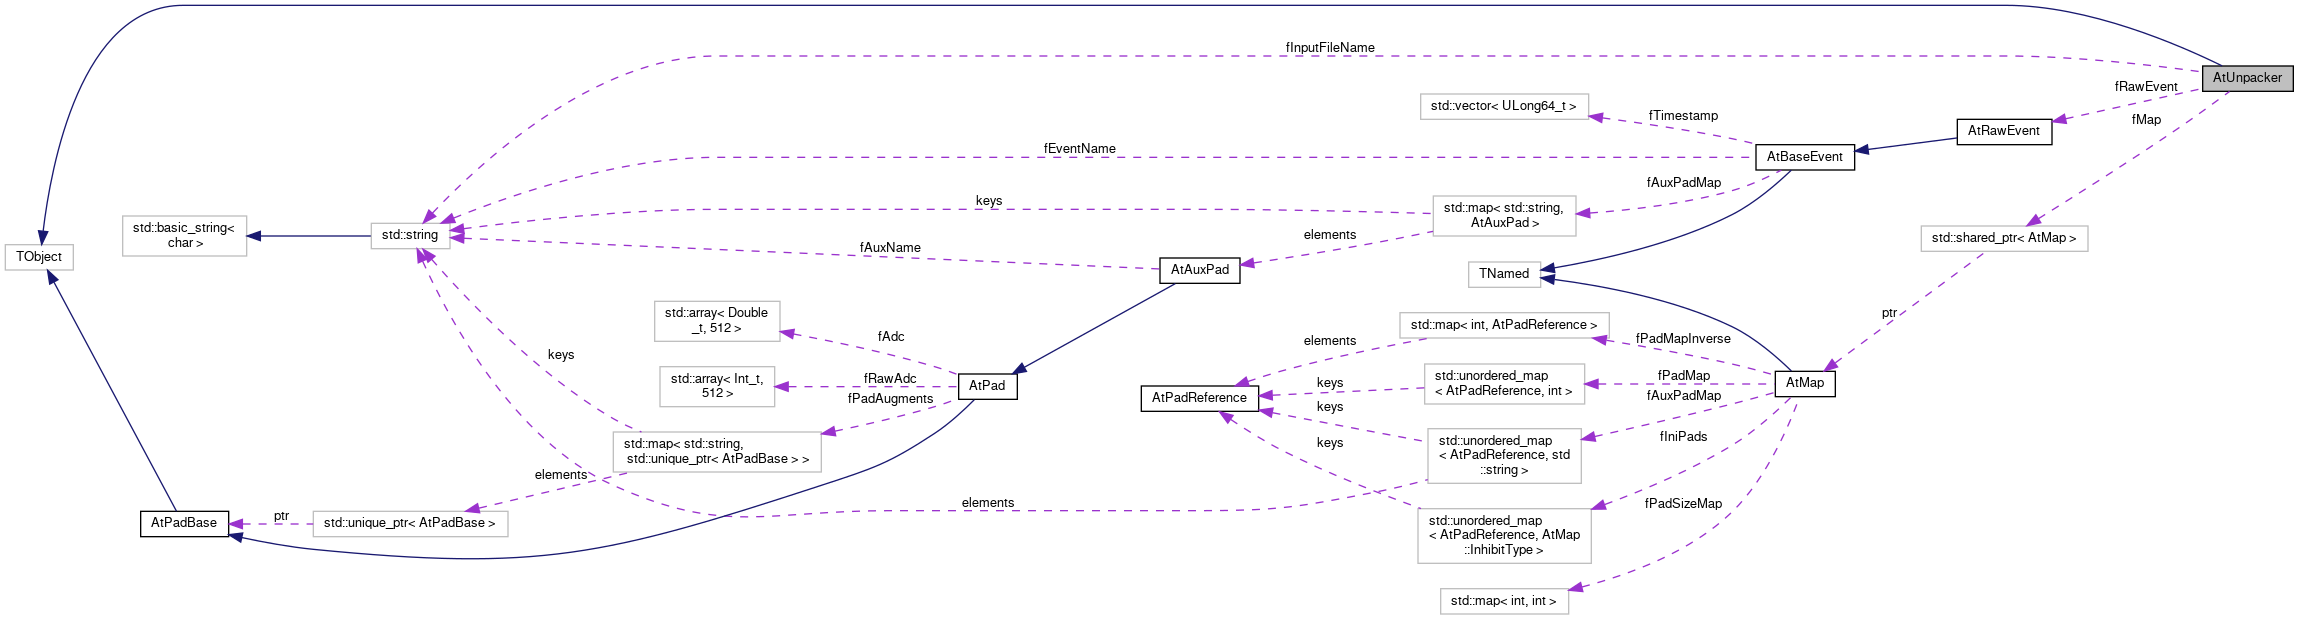 fInputFileName
AtUnpacker
fRawEvent
std::vector< ULong64_t >
fTimestamp
fMap
AtRawEvent
fEventName
AtBaseEvent
fAuxPadMap
keys
std::map< std::string,
AtAuxPad >
std::basic_string<
char >
std::string
elements
std::shared_ptr< AtMap >
fAuxName
TObject
AtAuxPad
TNamed
std::array< Double
_t, 512 >
fAdc
ptr
std::map< int, AtPadReference >
fPadMapInverse
elements
keys
std::array< Int_t,
512 >
fRawAdc
AtPad
fPadAugments
keys
std::unordered_map
< AtPadReference, int >
fPadMap
AtMap
AtPadReference
fAuxPadMap
keys
std::map< std::string,
std::unique_ptr< AtPadBase > >
keys
std::unordered_map
< AtPadReference, std
::string >
fIniPads
elements
elements
fPadSizeMap
AtPadBase
ptr
std::unique_ptr< AtPadBase >
std::unordered_map
< AtPadReference, AtMap
::InhibitType >
std::map< int, int >